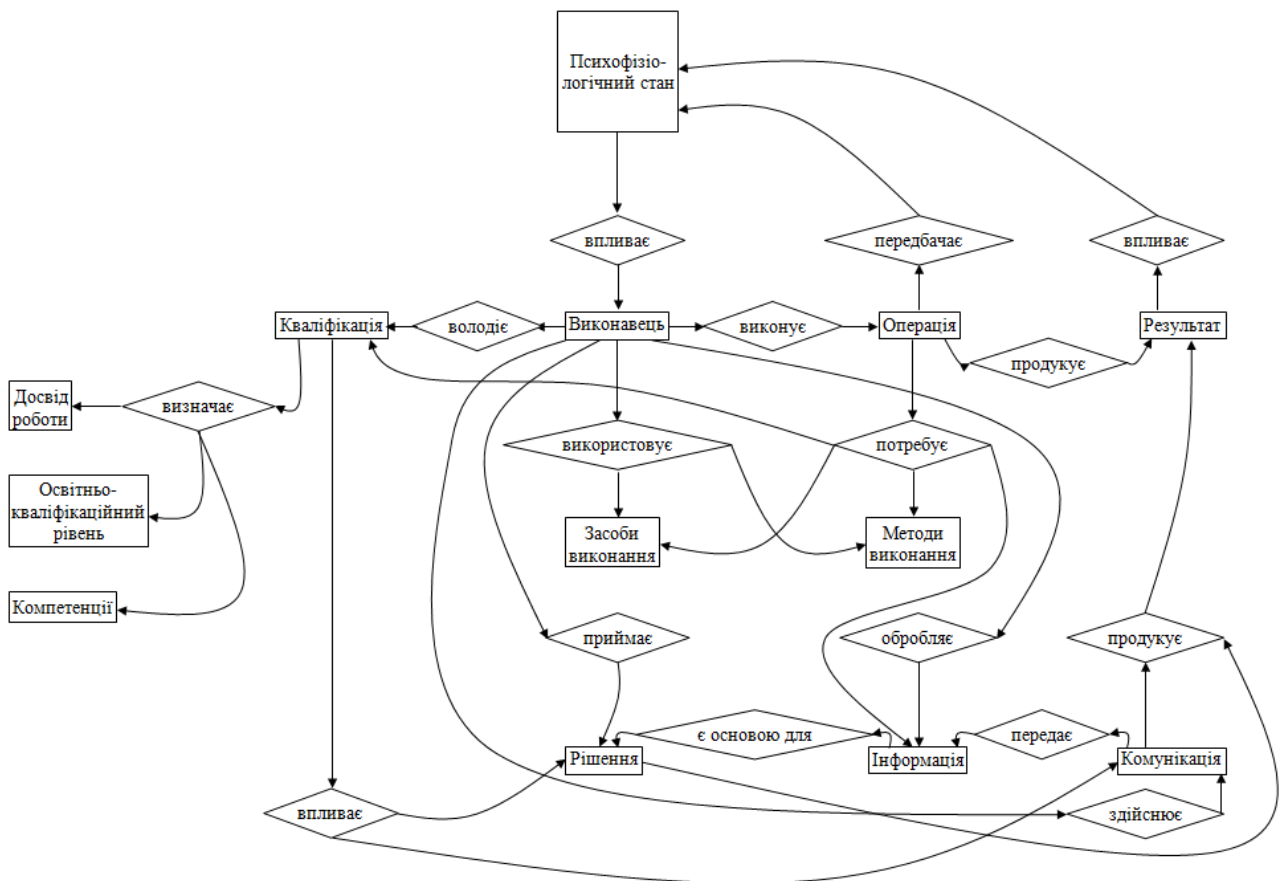 Психофізіо-
логічний стан
впливає
передбачає
впливає
Кваліфікація
володіє
Виконавець
виконує
Операція
Результат
продукує
Досвід
роботи
визначає
використовує
потребує
Освітньо-
кваліфікаційний
рівень
Засоби
виконання
Методи
виконання
Компетенції
приймає
обробляє
продукує
є основою для
передає
Рішення
Інформація
Комунікація
впливає
здійснює